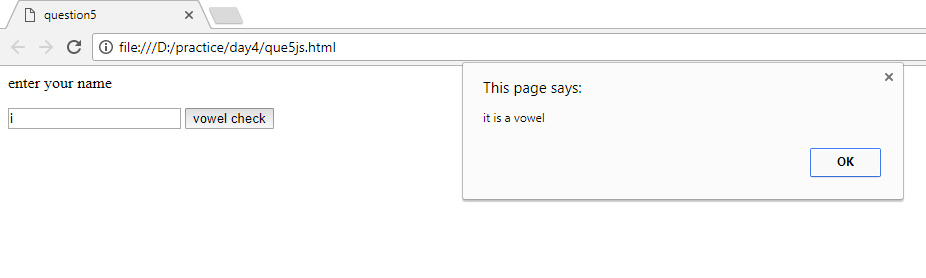 question5
file:///D:/practice/day4/que5js.html
enter your name
i
vowel check
This page says:
it is a vowel
OK